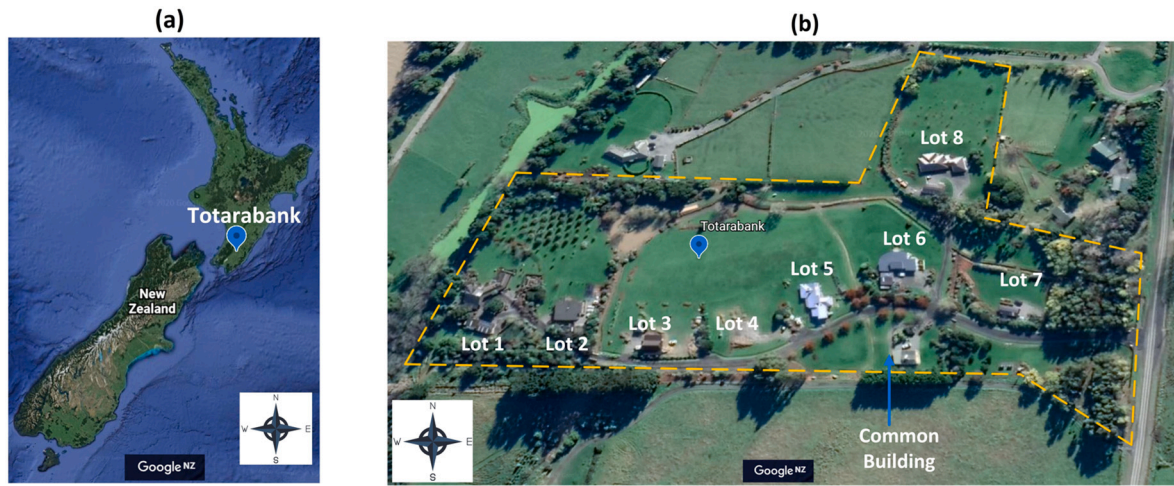 (a)
Totarabank
New
Zealand
N
W
E
S
Google NZ
(b)
Lot 8
Totarabank
Lot 6
Lot 5
Lot 7
Lot 3
Lot 4
Lot 1
Lot 2
Common
Building
N
W
E
S
Google NZ